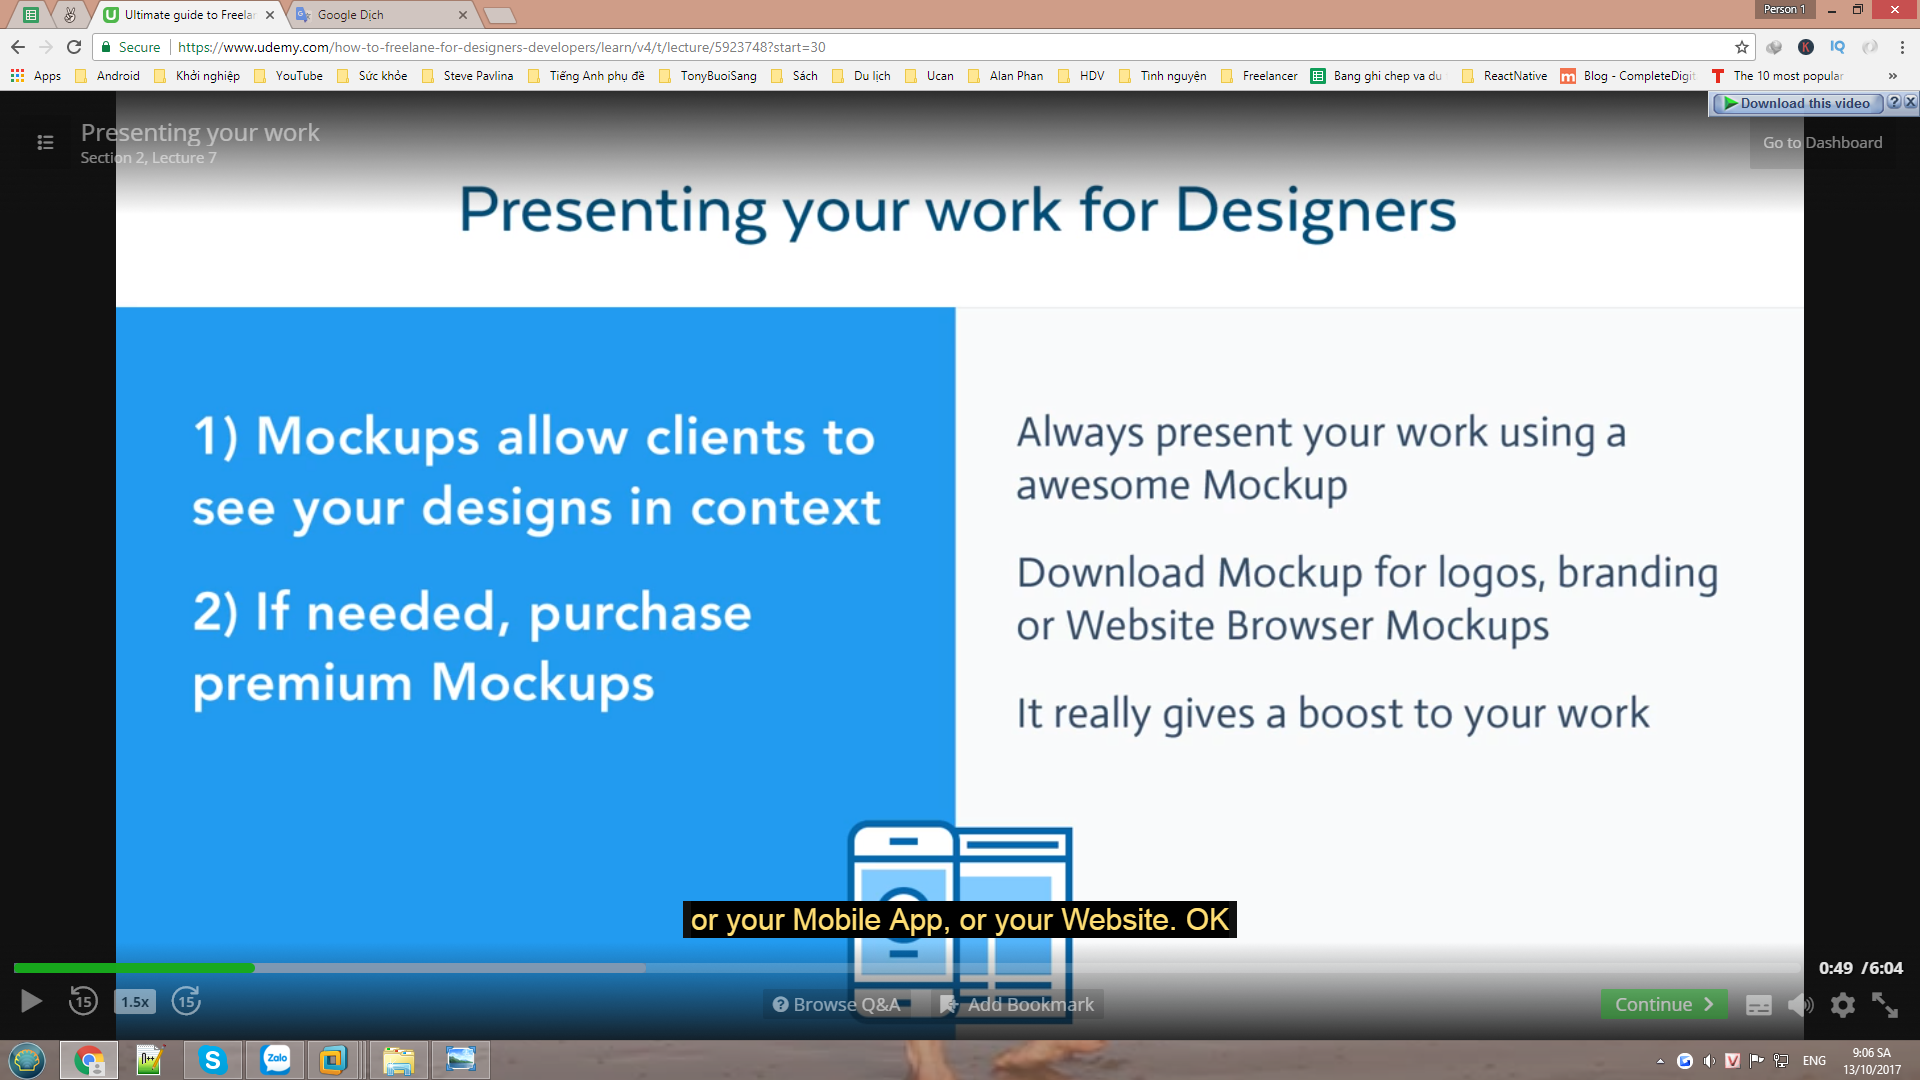 Ultimate guide to Freelan
Google Dịch
Person 1
Secure
https://www.udemy.com/how-to-freelane-for-designers-developers/learn/v4/t/lecture/5923748?start=30
Apps Android Khởi nghiệp YouTube Sức khỏe Steve Pavlina Tiếng Anh phụ đề TonyBuoiSang Sách Du lịch Ucan Alan Phan HDV Tình nguyện Freelancer Bang ghi chep va du ReactNative Blog - CompleteDigit The 10 most popular
Download this video
Presenting your work
Section 2, Lecture 7
Go to Dashboard
Presenting your work for Designers
1) Mockups allow clients to
see your designs in context
2) If needed, purchase
premium Mockups
Always present your work using a
awesome Mockup
Download Mockup for logos, branding
or Website Browser Mockups
It really gives a boost to your work
or your Mobile App, or your Website. OK
0:49 /6:04
15 1.5x 15
Browse Q&A
Add Bookmark
Continue
Zalo
ENG
9:06 SA
13/10/2017